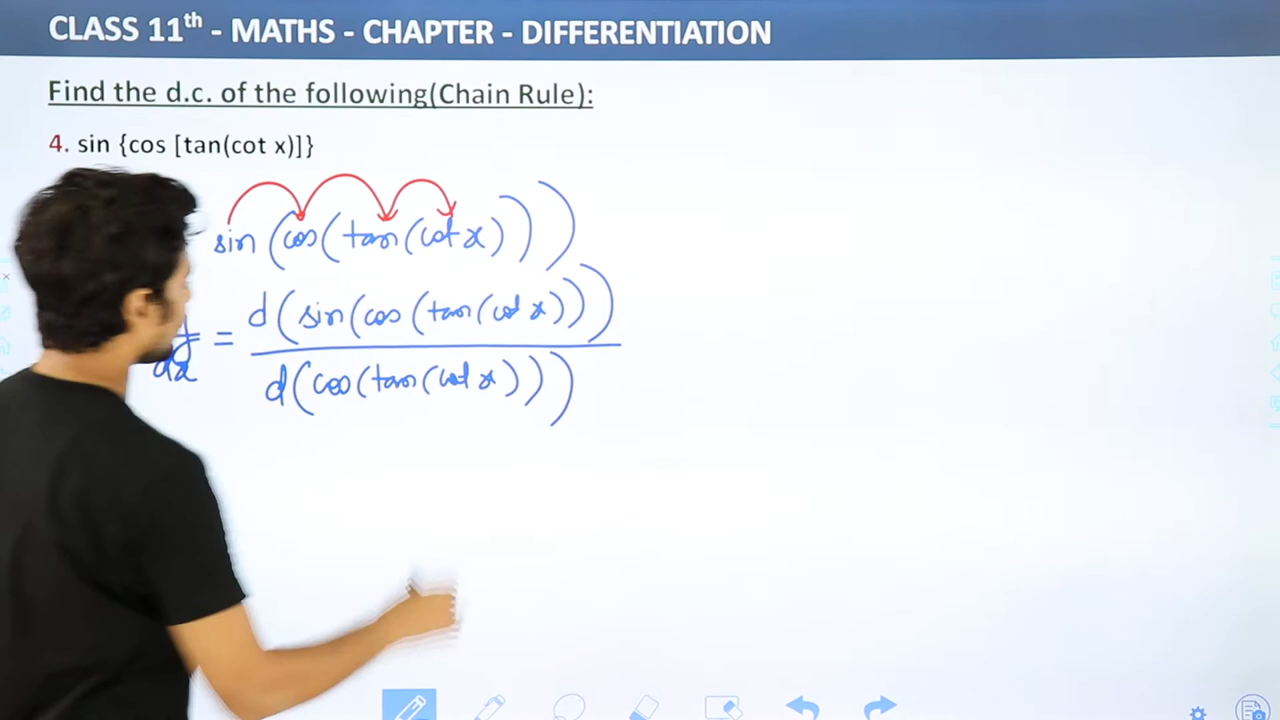 CLASS 11th - MATHS - CHAPTER - DIFFERENTIATION
Find the d.c. of the following(Chain Rule):
4. sin {cos [tan(cot x)]}
sin (cos (tan (cot x)))
= d(sin(cos(tan(cot x)))
dx
d(cos(tan(cot x)))